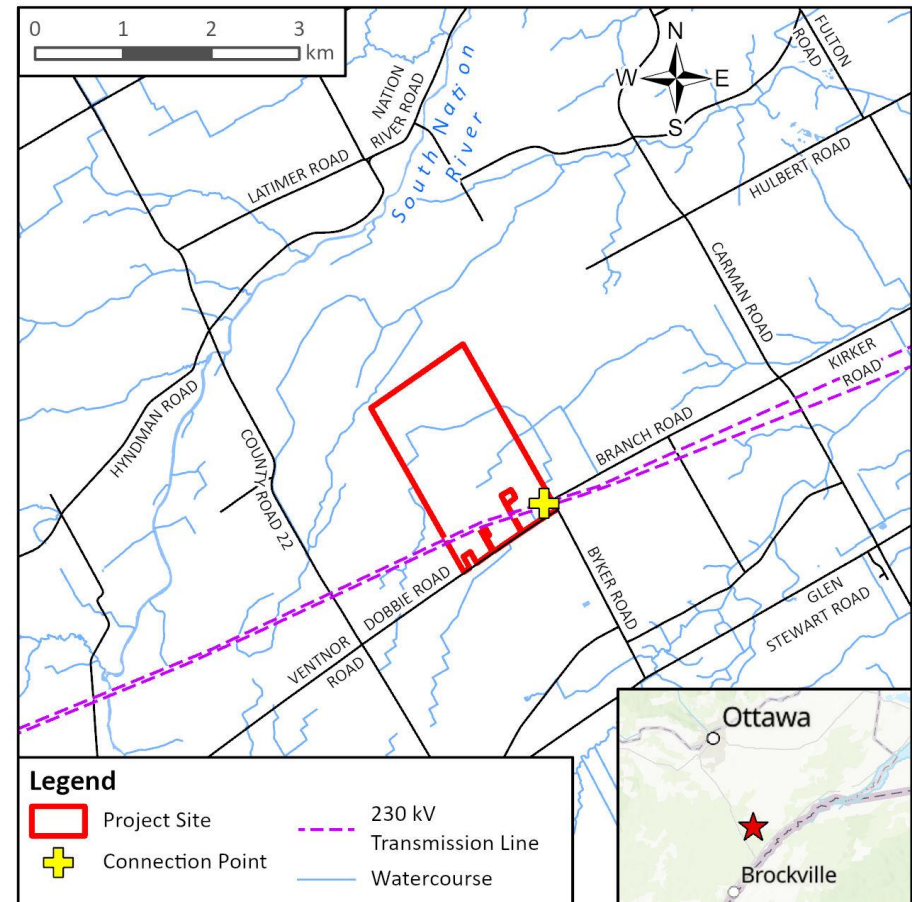 0 1 2 3
km
N
W E
S
FULTON
ROAD
NATION
RIVER ROAD
South Nation
River
LATIMER ROAD
HULBERT ROAD
CARMAN ROAD
KIRKER
ROAD
HYNDMAN ROAD
COUNTY ROAD 22
BRANCH ROAD
BYKER ROAD
GLEN
STEWART ROAD
DOBBIE ROAD
VENTNOR
ROAD
Legend
Project Site
Connection Point
230 kV
Transmission Line
Watercourse
Ottawa
Brockville